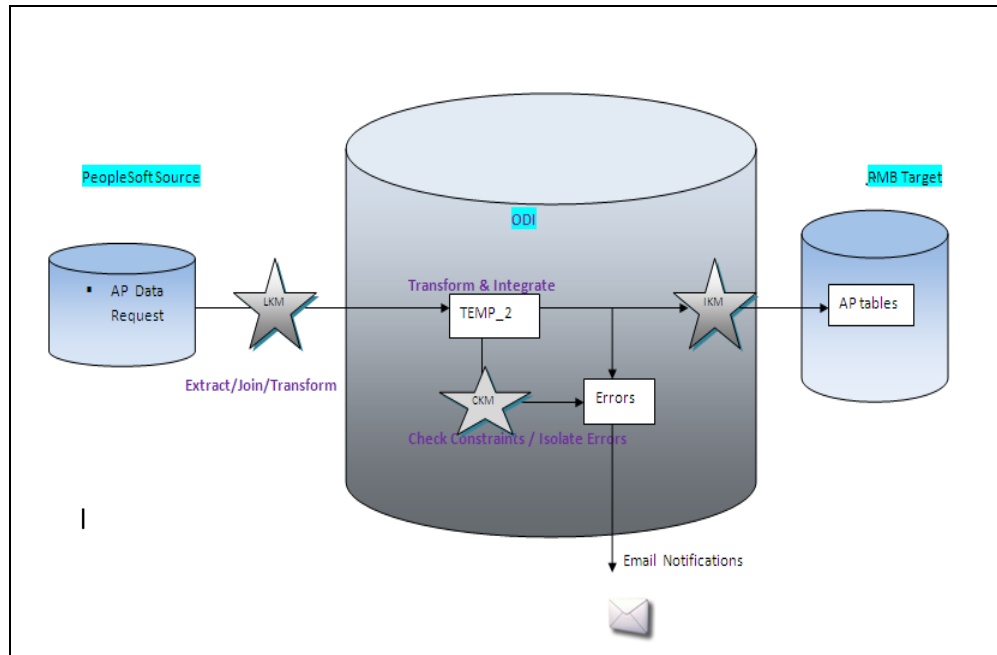 PeopleSoft Source
RMB Target
ODI
▪ AP Data
Request
LKM
Transform & Integrate
TEMP_2
IKM
AP tables
Extract/Join/Transform
CKM
Errors
Check Constraints / Isolate Errors
Email Notifications